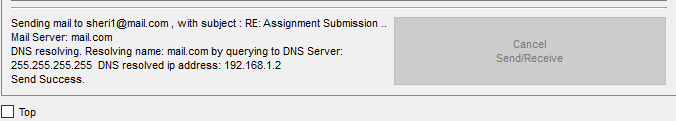 Sending mail to sheri1@mail.com , with subject : RE: Assignment Submission ..
Mail Server: mail.com
DNS resolving. Resolving name: mail.com by querying to DNS Server:
255.255.255.255  DNS resolved ip address: 192.168.1.2
Send Success.
Cancel
Send/Receive
Top